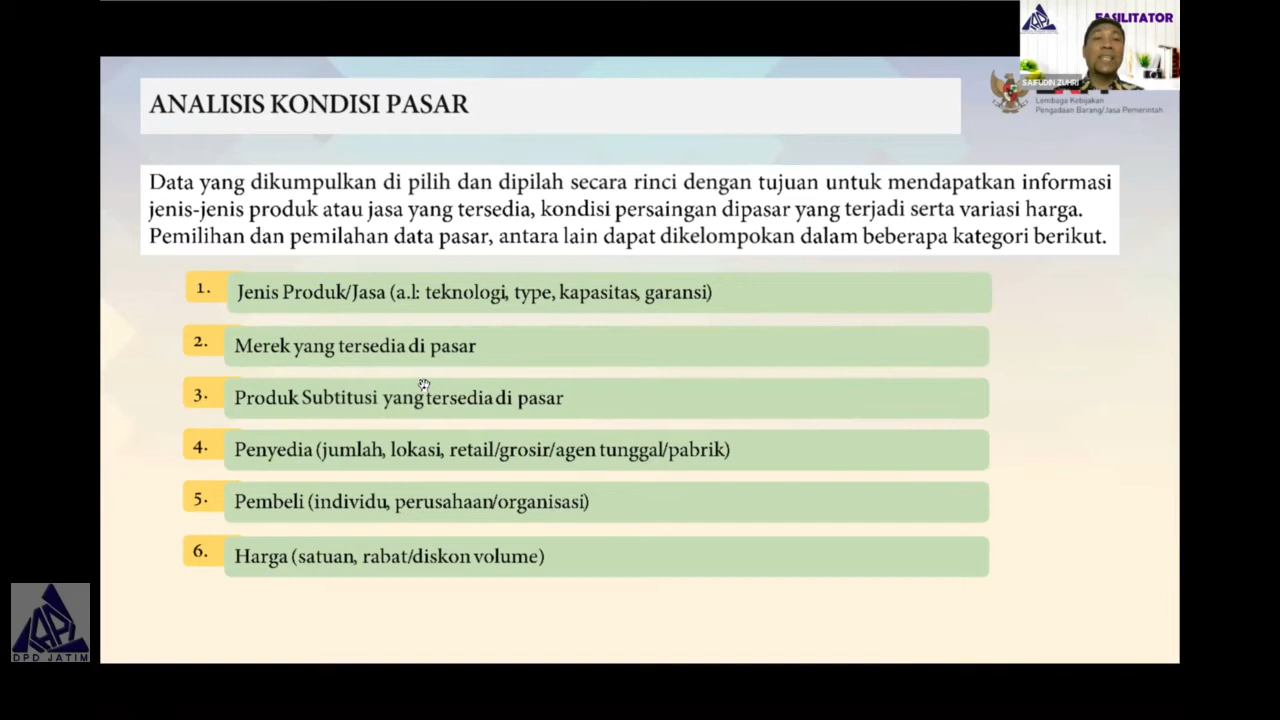 FASILITATOR
SAIFUDIN ZUHRI
Lembaga Kebijakan
Pengadaan Barang/Jasa Pemerintah
ANALISIS KONDISI PASAR
Data yang dikumpulkan di pilih dan dipilah secara rinci dengan tujuan untuk mendapatkan informasi
jenis-jenis produk atau jasa yang tersedia, kondisi persaingan dipasar yang terjadi serta variasi harga.
Pemilihan dan pemilahan data pasar, antara lain dapat dikelompokan dalam beberapa kategori berikut.
1. Jenis Produk/Jasa (a.l: teknologi, type, kapasitas, garansi)
2. Merek yang tersedia di pasar
3. Produk Subtitusi yang tersedia di pasar
4. Penyedia (jumlah, lokasi, retail/grosir/agen tunggal/pabrik)
5. Pembeli (individu, perusahaan/organisasi)
6. Harga (satuan, rabat/diskon volume)
DPD JATIM